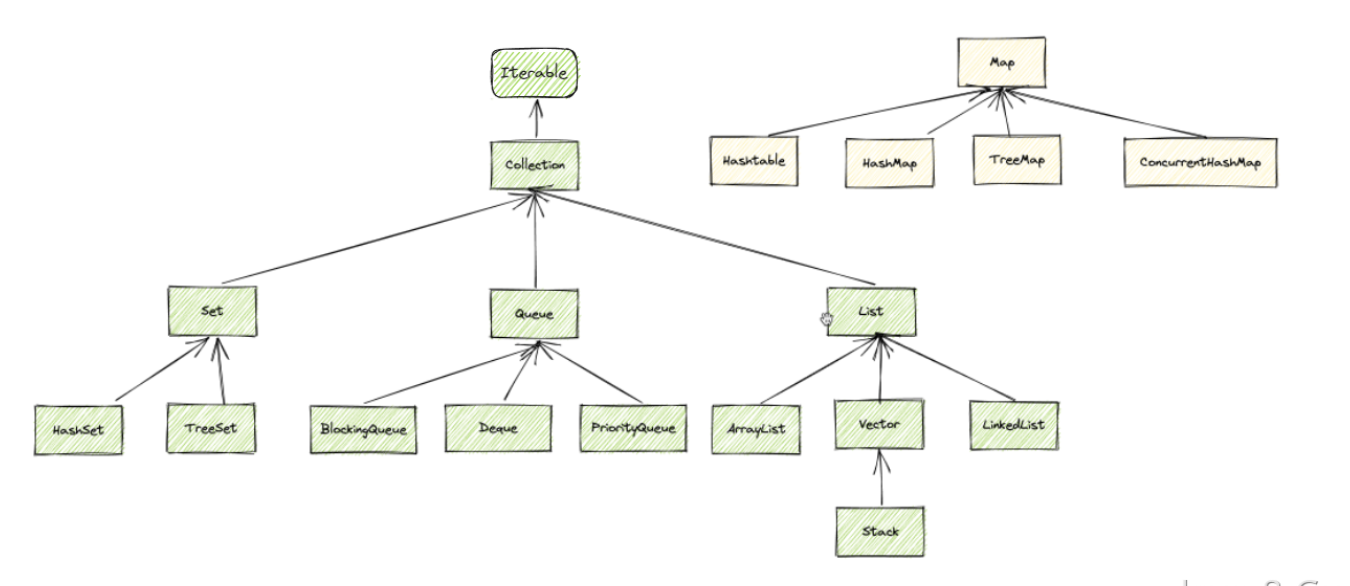 Iterable
Map
Collection
Hashtable
HashMap
TreeMap
ConcurrentHashMap
Set
Queue
List
HashSet
TreeSet
BlockingQueue
Deque
PriorityQueue
ArrayList
Vector
LinkedList
Stack